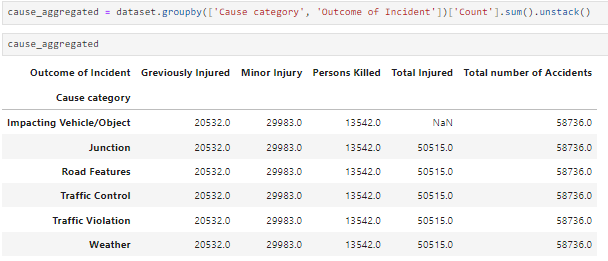 cause_aggregated = dataset.groupby(['Cause category', 'Outcome of Incident'])['Count'].sum().unstack()
cause_aggregated
Outcome of Incident Greviously Injured Minor Injury Persons Killed Total Injured Total number of Accidents
Cause category
Impacting Vehicle/Object 20532.0 29983.0 13542.0 NaN 58736.0
Junction 20532.0 29983.0 13542.0 50515.0 58736.0
Road Features 20532.0 29983.0 13542.0 50515.0 58736.0
Traffic Control 20532.0 29983.0 13542.0 50515.0 58736.0
Traffic Violation 20532.0 29983.0 13542.0 50515.0 58736.0
Weather 20532.0 29983.0 13542.0 50515.0 58736.0